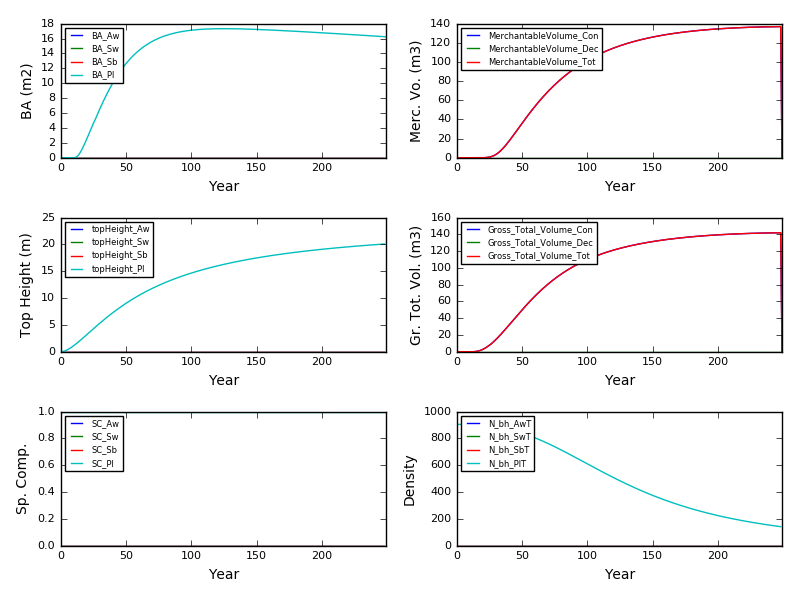 18
16
14
12
10
8
6
4
2
0
BA (m2)
BA_Aw
BA_Sw
BA_Sb
BA_Pl
0 50 100 150 200
Year
140
120
100
80
60
40
20
0
Merc. Vo. (m3)
MerchantableVolume_Con
MerchantableVolume_Dec
MerchantableVolume_Tot
0 50 100 150 200
Year
25
20
15
10
5
0
Top Height (m)
topHeight_Aw
topHeight_Sw
topHeight_Sb
topHeight_Pl
0 50 100 150 200
Year
160
140
120
100
80
60
40
20
0
Gr. Tot. Vol. (m3)
Gross_Total_Volume_Con
Gross_Total_Volume_Dec
Gross_Total_Volume_Tot
0 50 100 150 200
Year
1.0
0.8
0.6
0.4
0.2
0.0
Sp. Comp.
SC_Aw
SC_Sw
SC_Sb
SC_Pl
0 50 100 150 200
Year
1000
800
600
400
200
0
Density
N_bh_AwT
N_bh_SwT
N_bh_SbT
N_bh_PlT
0 50 100 150 200
Year